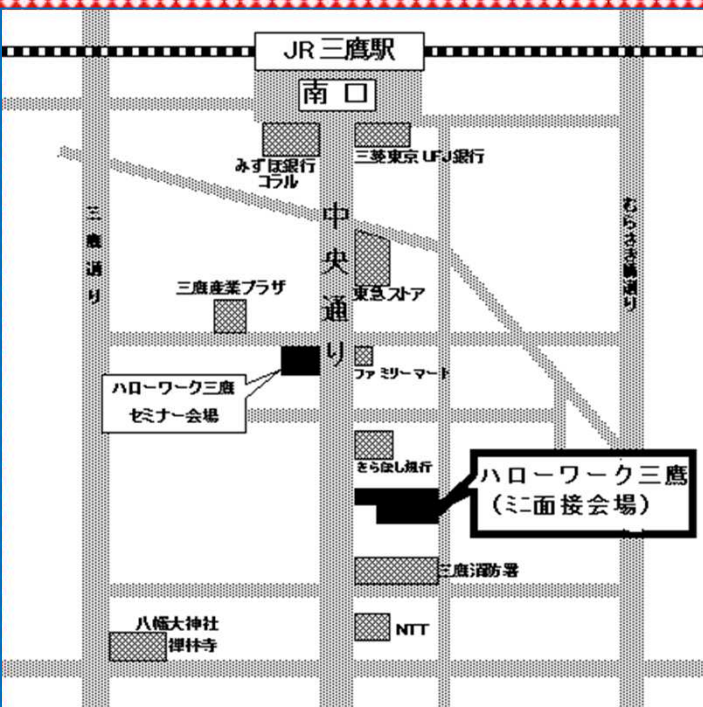 JR 三鷹駅
南 口
みずほ銀行
コラル
三菱東京 UFJ銀行
三鷹通り
中央通り
むらさき橋通り
三鷹産業プラザ
東急ストア
ファミリーマート
ハローワーク三鷹
セミナー会場
きらぼし銀行
ハローワーク三鷹
(ミニ面接会場)
三鷹消防署
八幡大神社
禅林寺
NTT